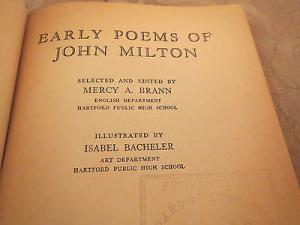 EARLY POEMS OF
JOHN MILTON
SELECTED AND EDITED BY
MERCY A. BRANN
ENGLISH DEPARTMENT
HARTFORD PUBLIC HIGH SCHOOL
ILLUSTRATED BY
ISABEL BACHELER
ART DEPARTMENT
HARTFORD PUBLIC HIGH SCHOOL
PROPERTY